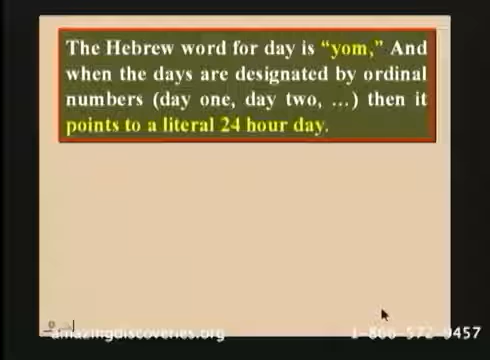 The Hebrew word for day is “yom,” And
when the days are designated by ordinal
numbers (day one, day two, …) then it
points to a literal 24 hour day.
amazingdiscoveries.org
1-866-572-9457